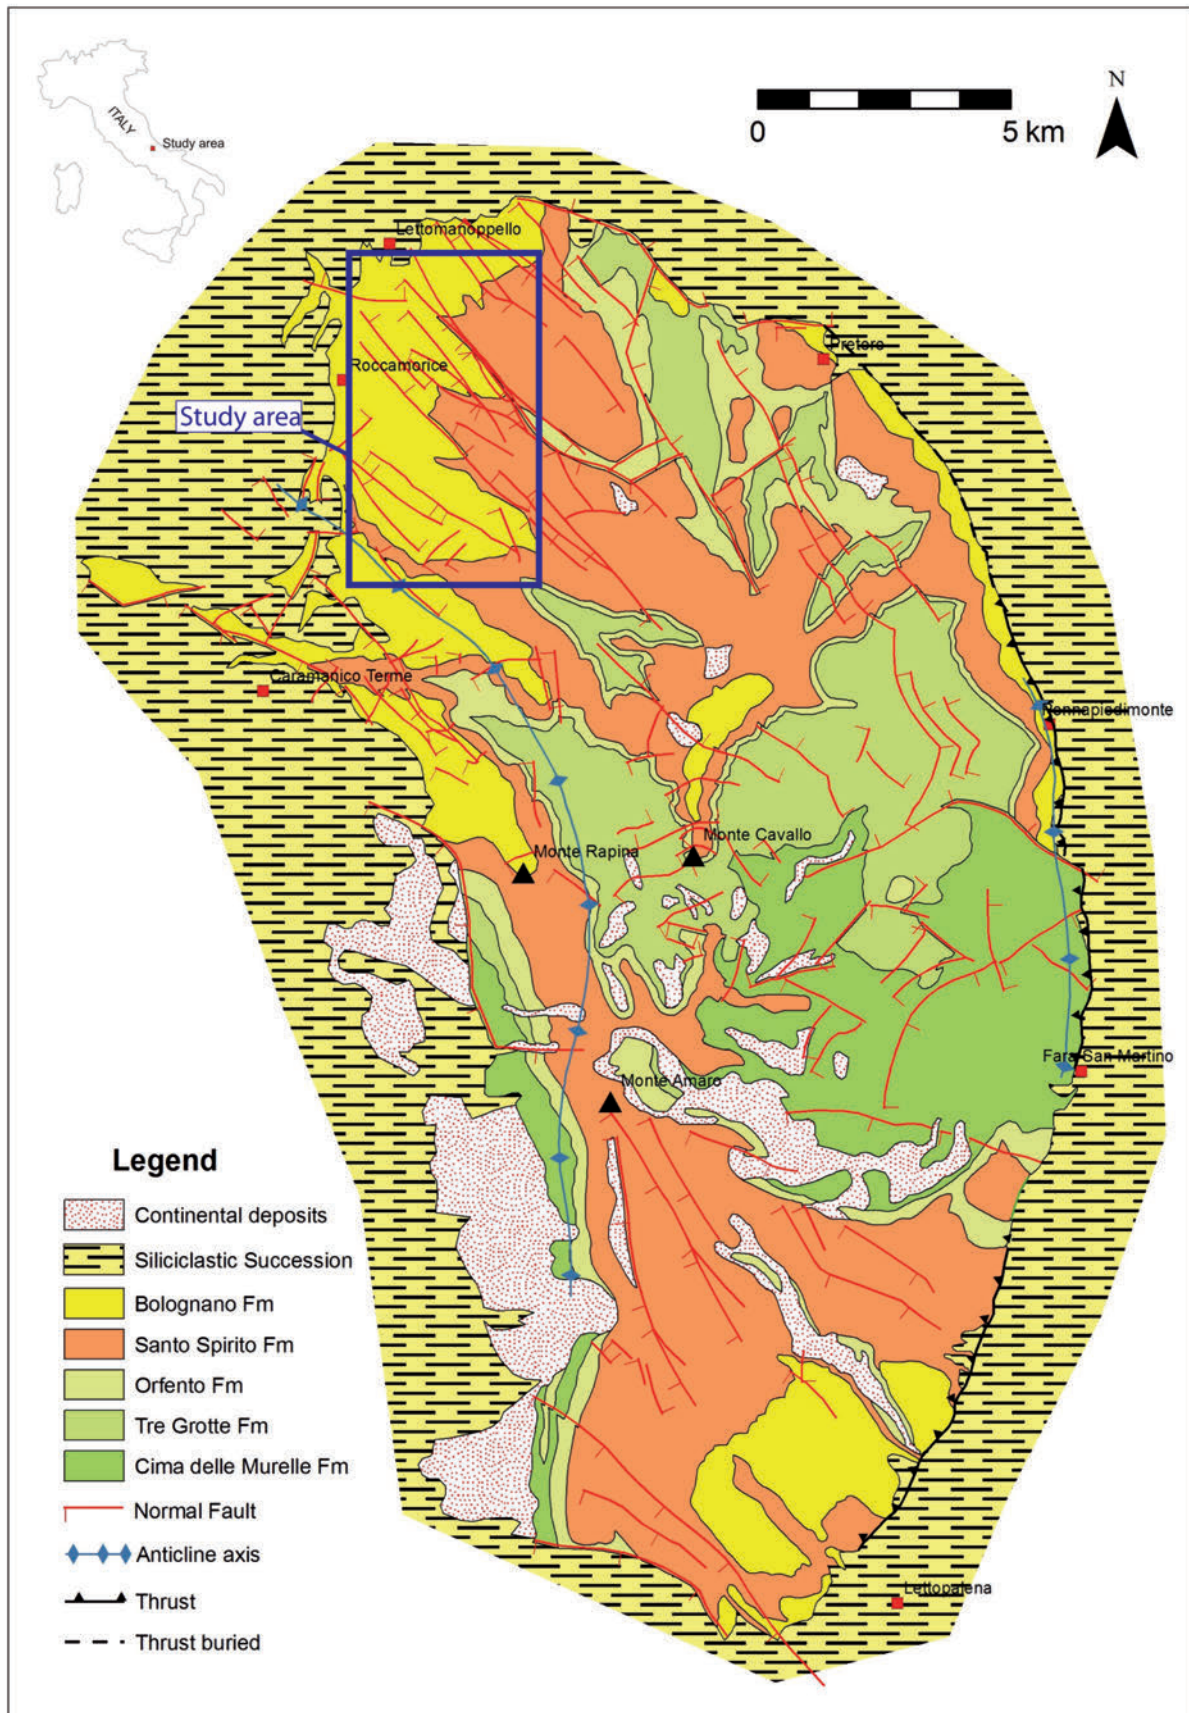 ITALY
Study area
0
5 km
N
Lettomanoppello
Pretoro
Roccamorice
Study area
Caramanico Terme
Pennapiedimonte
Monte Cavallo
Monte Rapina
Fara San Martino
Monte Amaro
Legend
Continental deposits
Siliciclastic Succession
Bolognano Fm
Santo Spirito Fm
Orfento Fm
Tre Grotte Fm
Cima delle Murelle Fm
Normal Fault
Anticline axis
Thrust
Thrust buried
Lettopalena